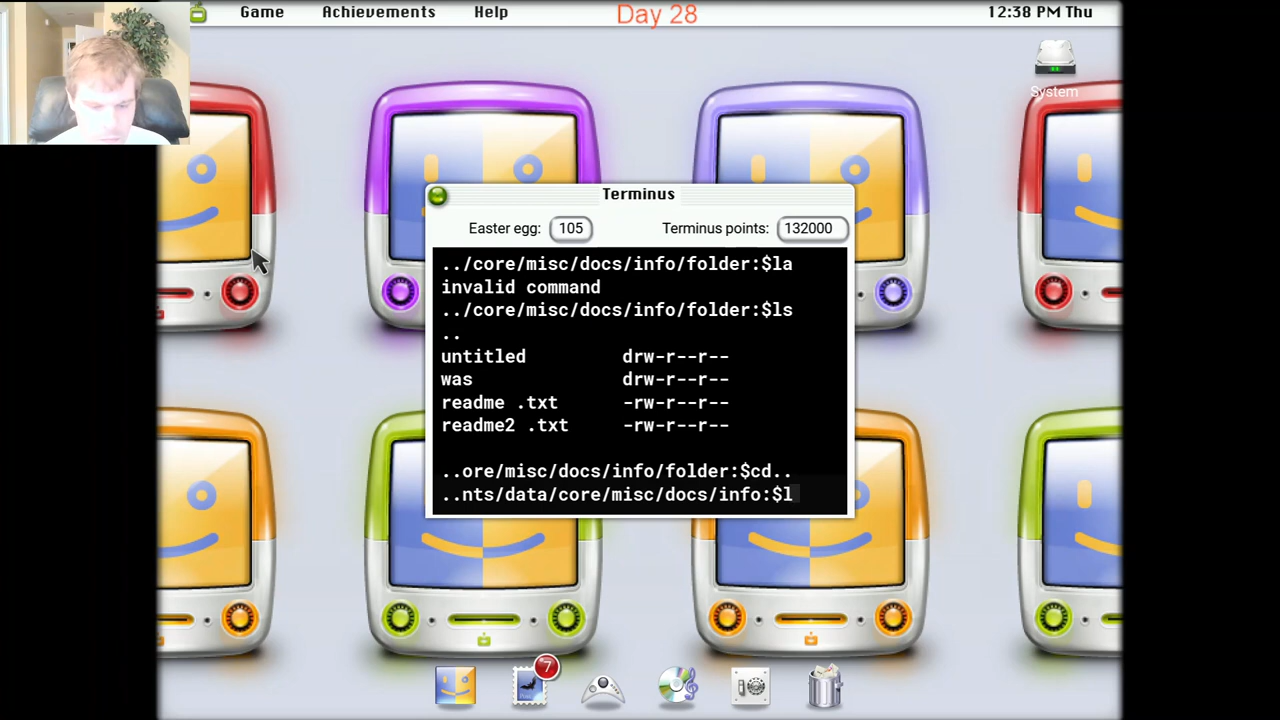 Game Achievements Help Day 28 12:38 PM Thu
System
Terminus
Easter egg: 105 Terminus points: 132000
../core/misc/docs/info/folder:$la
invalid command
../core/misc/docs/info/folder:$ls
..
untitled drw-r--r--
was drw-r--r--
readme .txt -rw-r--r--
readme2 .txt -rw-r--r--
..ore/misc/docs/info/folder:$cd..
..nts/data/core/misc/docs/info:$l
7